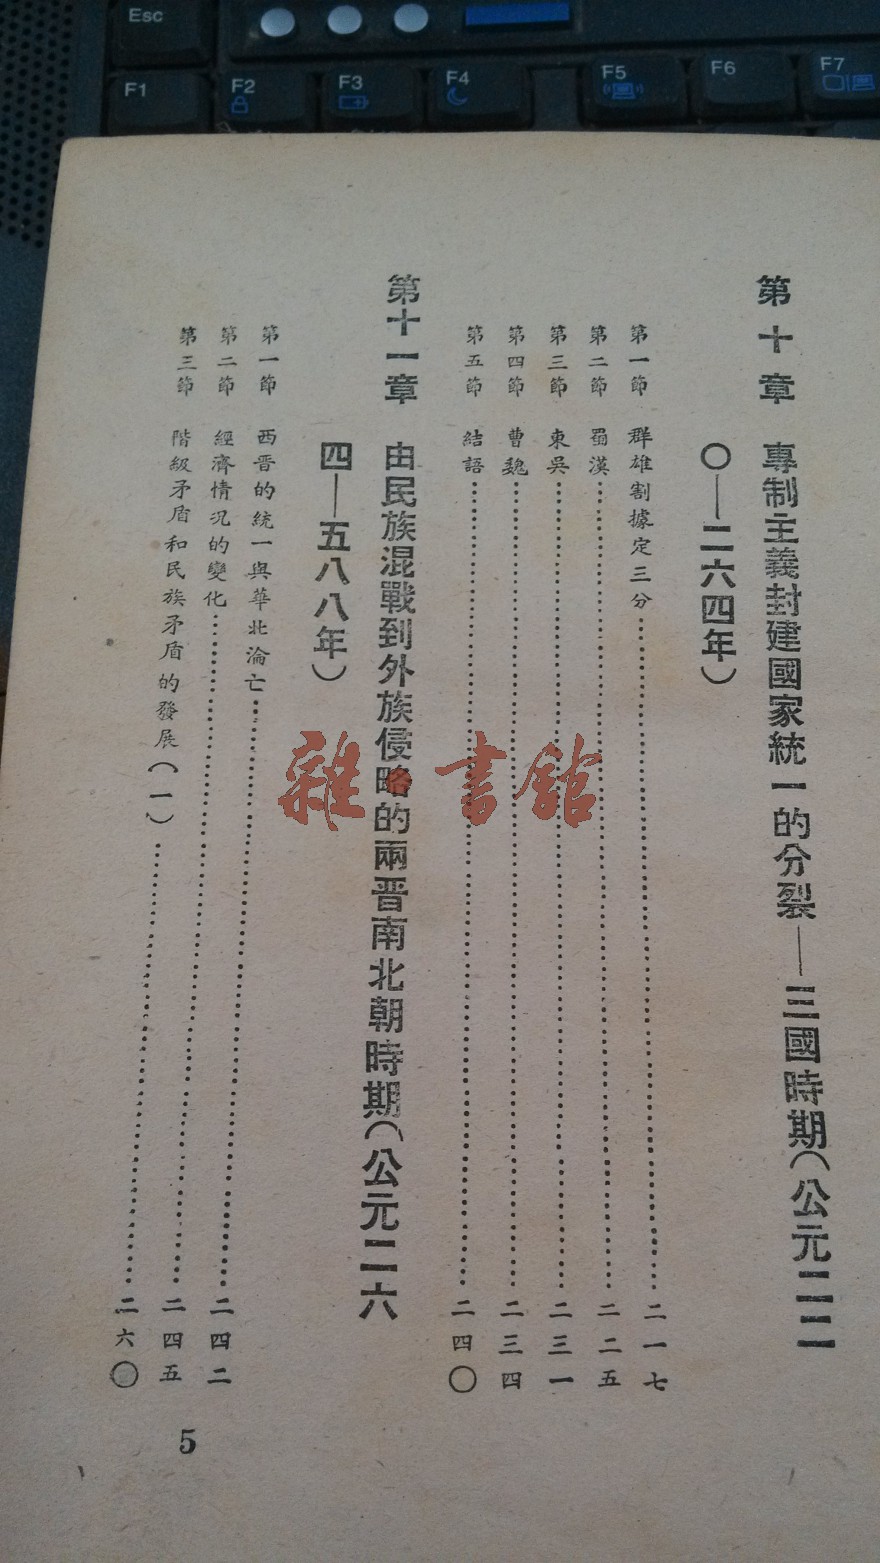 Esc
F1
F2
F3
F4
F5
F6
F7
第十章 專制主義封建國家統一的分裂——三國時期(公元二二
〇——二六四年)
第一節 群雄割據定三分……二一七
第二節 蜀漢……二二五
第三節 東吳……二三一
第四節 曹魏……二三四
第五節 結語……二四〇
第十一章 由民族混戰到外族侵略的兩晋南北朝時期(公元二六
四——五八八年)
第一節 西晋的統一與華北淪亡……二四二
第二節 經濟情况的變化……二四五
第三節 階級矛盾和民族矛盾的發展(一)……二六〇
5
雜·書館